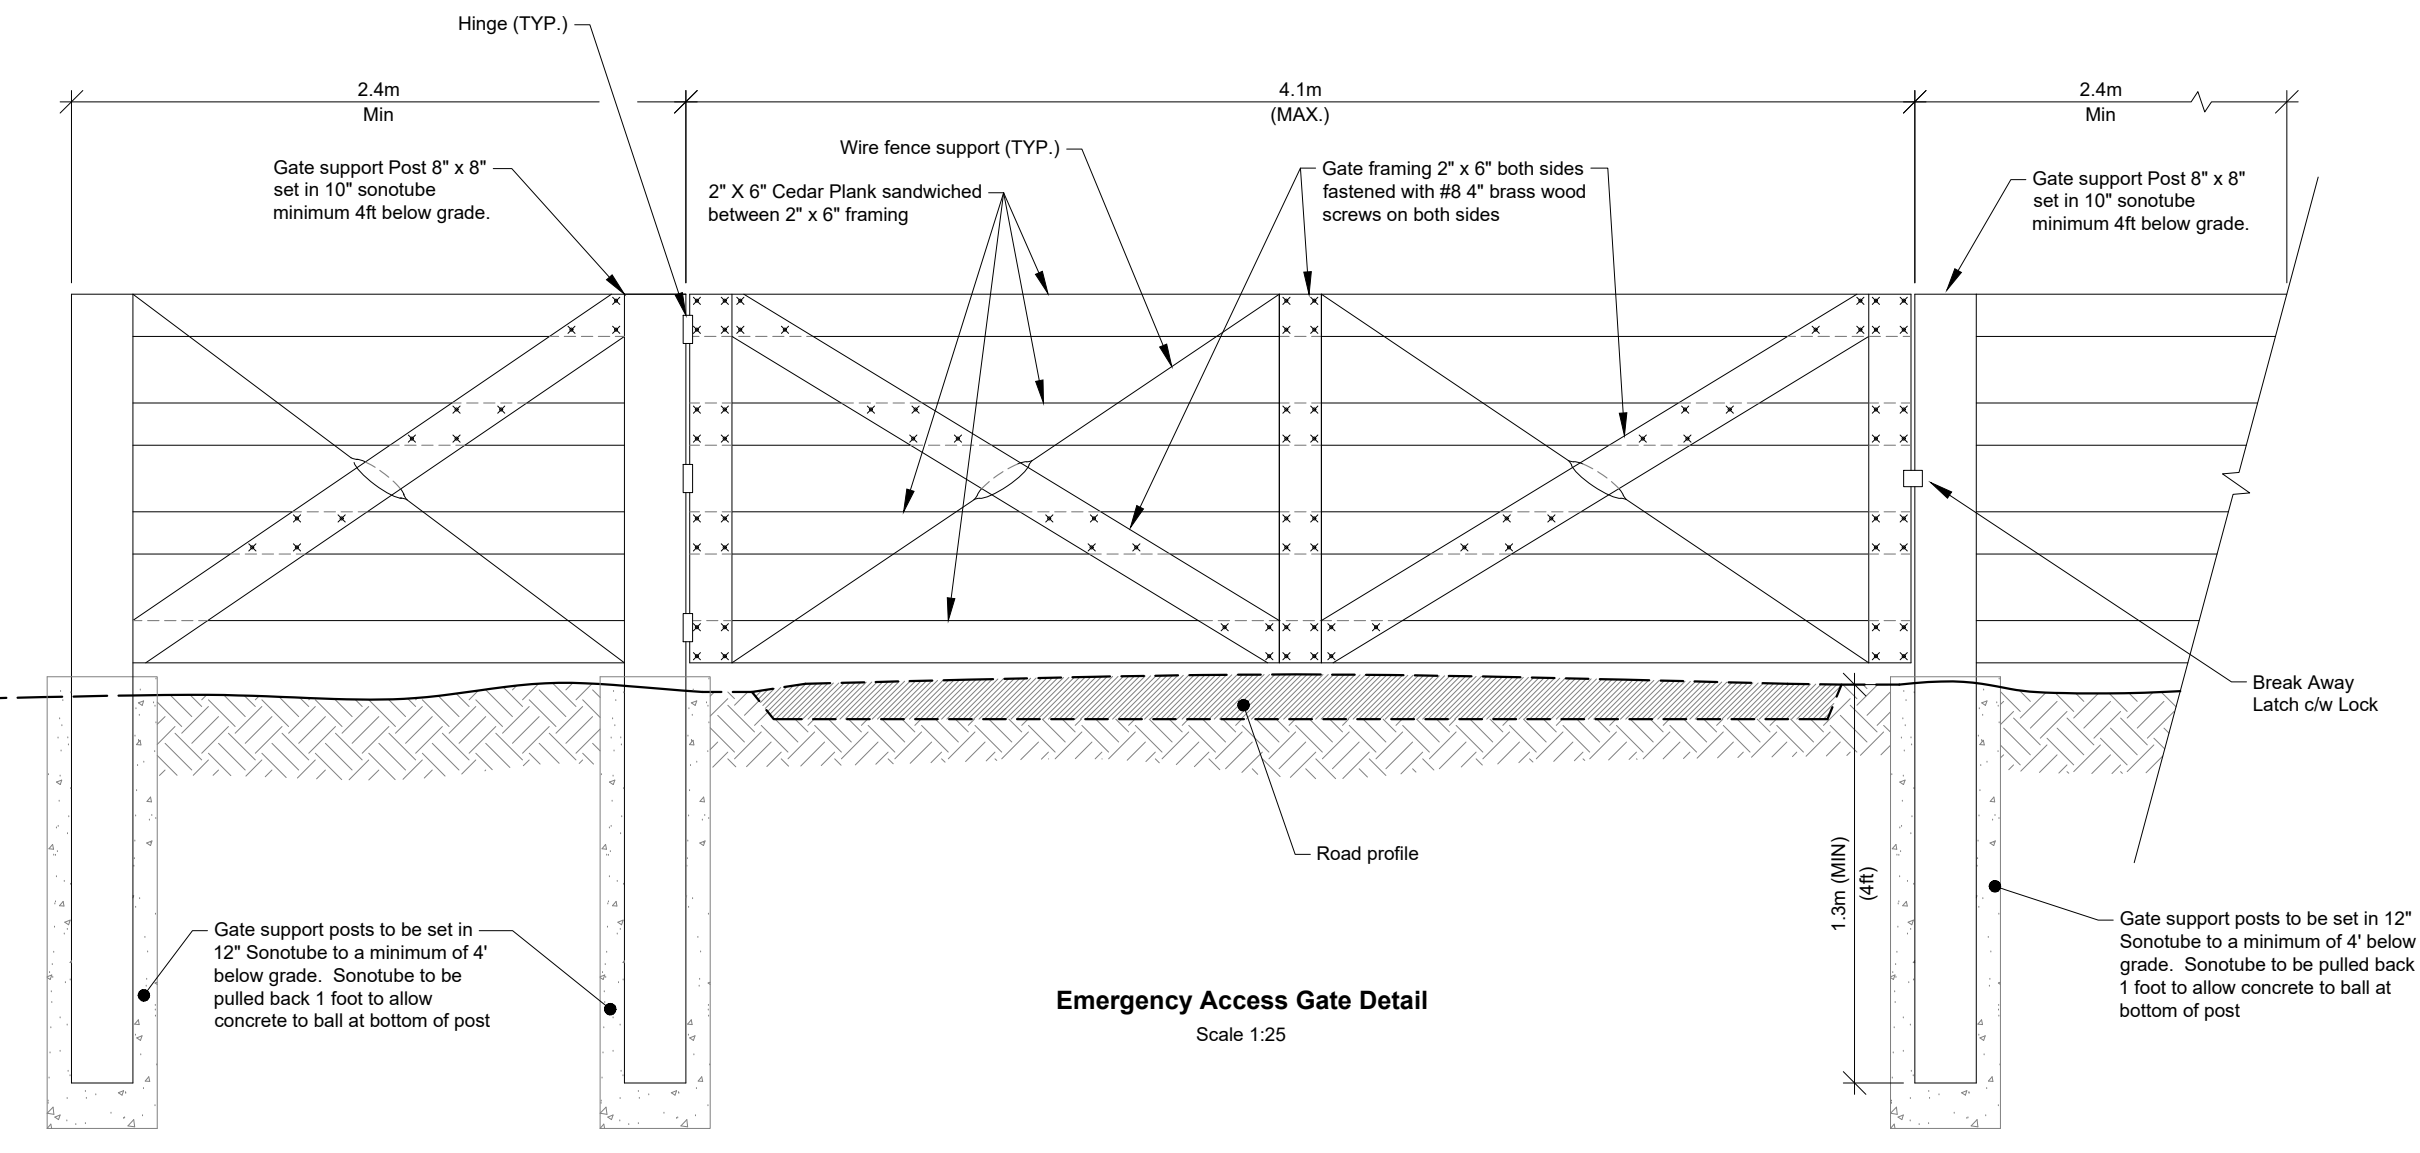 Hinge (TYP.)
2.4m
Min
4.1m
(MAX.)
2.4m
Min
Gate support Post 8" x 8"
set in 10" sonotube
minimum 4ft below grade.
Wire fence support (TYP.)
2" X 6" Cedar Plank sandwiched
between 2" x 6" framing
Gate framing 2" x 6" both sides
fastened with #8 4" brass wood
screws on both sides
Gate support Post 8" x 8"
set in 10" sonotube
minimum 4ft below grade.
Break Away
Latch c/w Lock
Road profile
1.3m (MIN)
(4ft)
Gate support posts to be set in
12" Sonotube to a minimum of 4'
below grade.  Sonotube to be
pulled back 1 foot to allow
concrete to ball at bottom of post
Gate support posts to be set in 12"
Sonotube to a minimum of 4' below
grade.  Sonotube to be pulled back
1 foot to allow concrete to ball at
bottom of post
Emergency Access Gate Detail
Scale 1:25